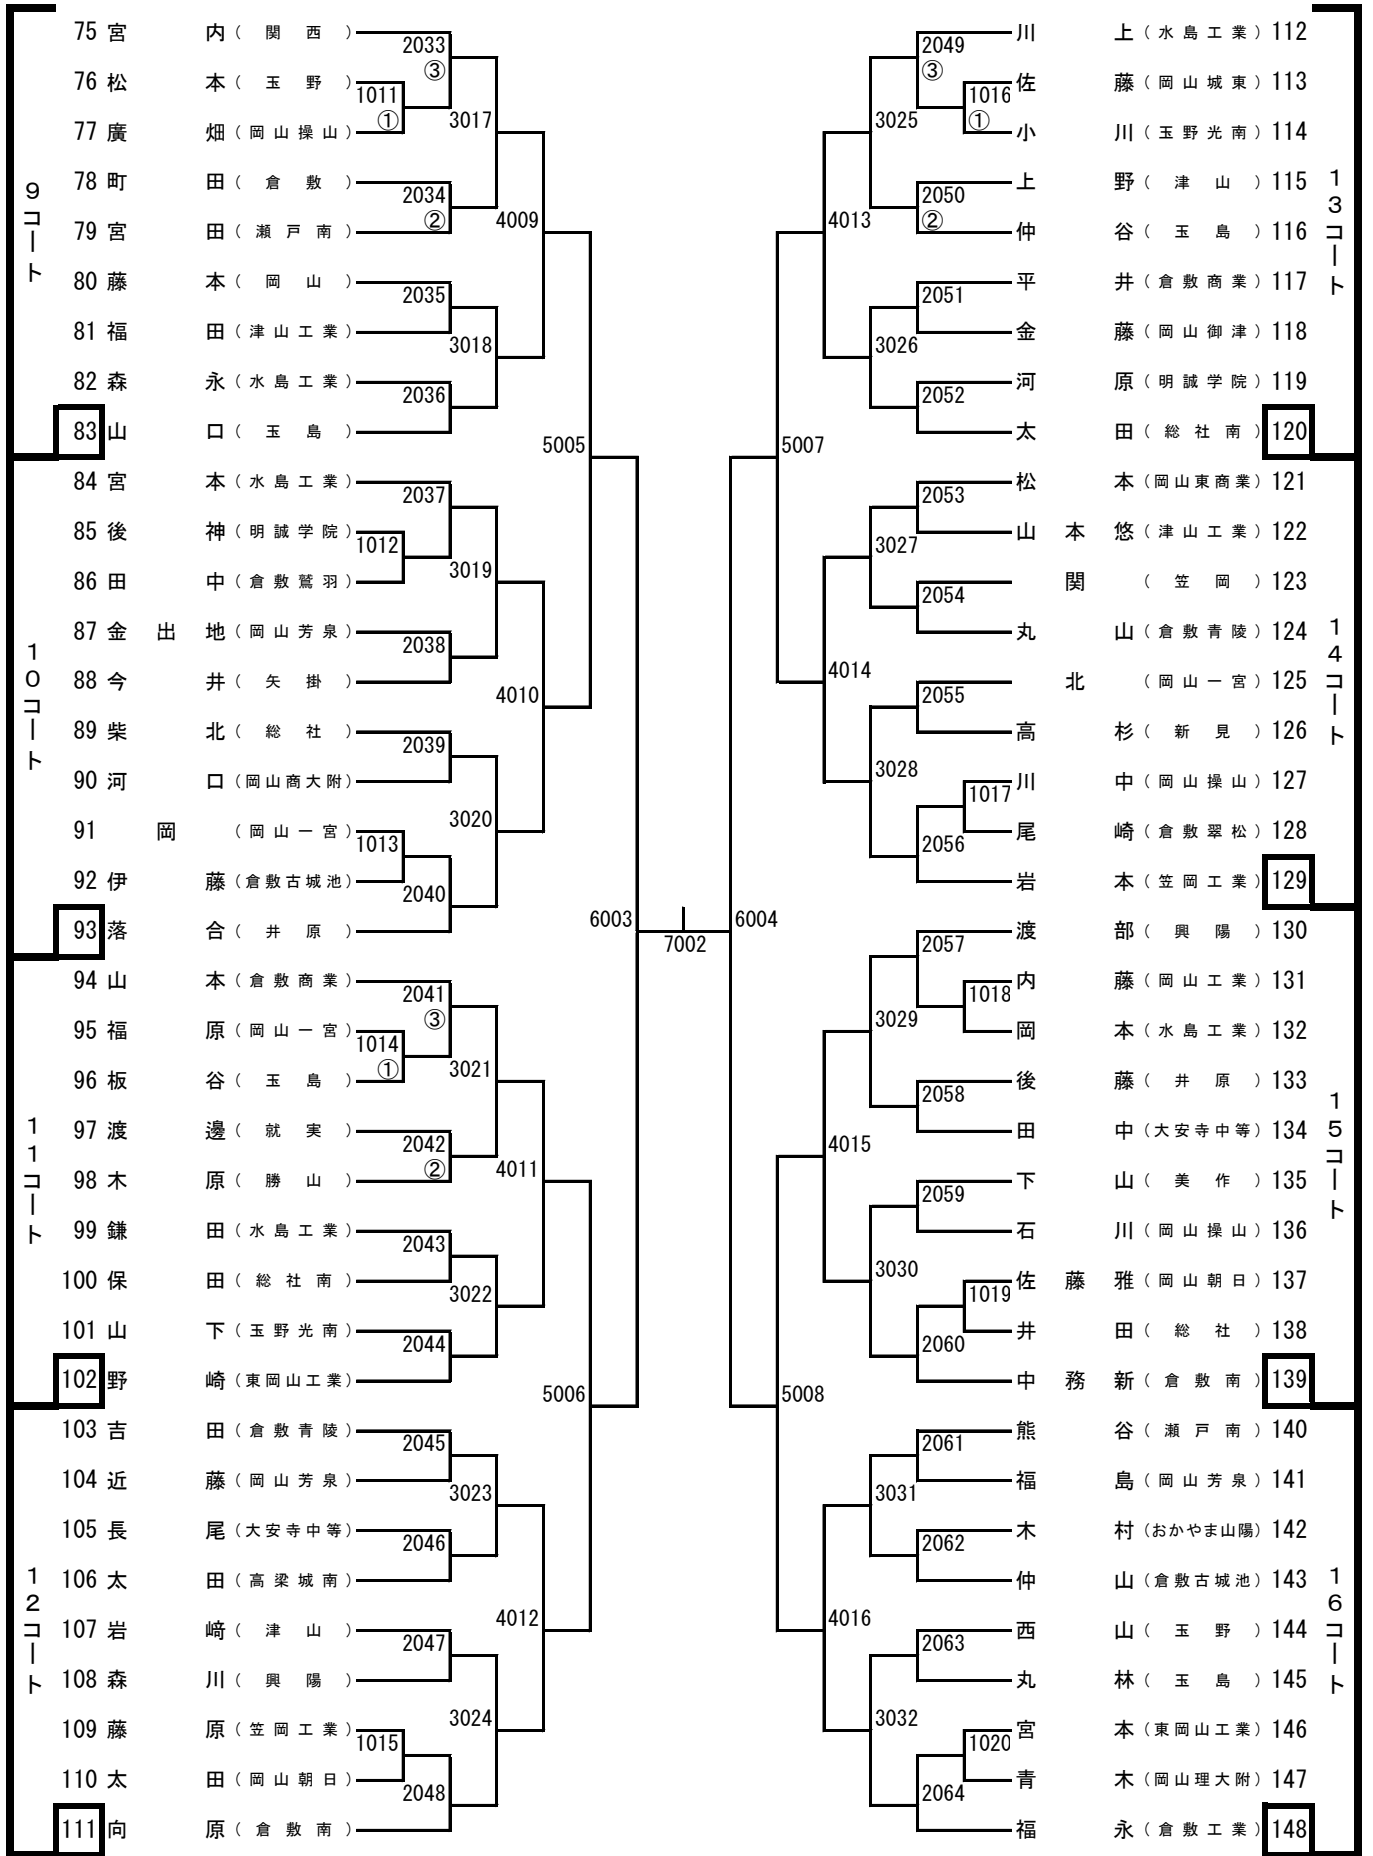 9コート
75 宮内（関西）
2033
③
76 松本（玉野）
1011
①
77 廣畑（岡山操山）
3017
78 町田（倉敷）
2034
②
79 宮田（瀬戸南）
4009
80 藤本（岡山）
2035
81 福田（津山工業）
3018
82 森永（水島工業）
2036
83 山口（玉島）
5005
10コート
84 宮本（水島工業）
2037
85 後神（明誠学院）
1012
86 田中（倉敷鷲羽）
3019
87 金出地（岡山芳泉）
2038
88 今井（矢掛）
4010
89 柴北（総社）
2039
90 河口（岡山商大附）
3020
91 岡（岡山一宮）
1013
92 伊藤（倉敷古城池）
2040
93 落合（井原）
6003
7002
6004
11コート
94 山本（倉敷商業）
2041
③
95 福原（岡山一宮）
1014
①
96 板谷（玉島）
3021
97 渡邊（就実）
2042
②
98 木原（勝山）
4011
99 鎌田（水島工業）
2043
100 保田（総社南）
3022
101 山下（玉野光南）
2044
102 野崎（東岡山工業）
5006
12コート
103 吉田（倉敷青陵）
2045
104 近藤（岡山芳泉）
3023
105 長尾（大安寺中等）
2046
106 太田（高梁城南）
4012
107 岩﨑（津山）
2047
108 森川（興陽）
3024
109 藤原（笠岡工業）
1015
110 太田（岡山朝日）
2048
111 向原（倉敷南）
13コート
川上（水島工業）112
2049
③
佐藤（岡山城東）113
1016
①
小川（玉野光南）114
3025
上野（津山）115
2050
②
仲谷（玉島）116
4013
平井（倉敷商業）117
2051
金藤（岡山御津）118
3026
河原（明誠学院）119
2052
太田（総社南）120
5007
14コート
松本（岡山東商業）121
2053
山本悠（津山工業）122
3027
関（笠岡）123
2054
丸山（倉敷青陵）124
4014
北（岡山一宮）125
2055
高杉（新見）126
3028
川中（岡山操山）127
1017
尾崎（倉敷翠松）128
2056
岩本（笠岡工業）129
15コート
渡部（興陽）130
2057
内藤（岡山工業）131
1018
岡本（水島工業）132
3029
後藤（井原）133
2058
田中（大安寺中等）134
4015
下山（美作）135
2059
石川（岡山操山）136
3030
佐藤雅（岡山朝日）137
1019
井田（総社）138
2060
中務新（倉敷南）139
5008
16コート
熊谷（瀬戸南）140
2061
福島（岡山芳泉）141
3031
木村（おかやま山陽）142
2062
仲山（倉敷古城池）143
4016
西山（玉野）144
2063
丸林（玉島）145
3032
宮本（東岡山工業）146
1020
青木（岡山理大附）147
2064
福永（倉敷工業）148